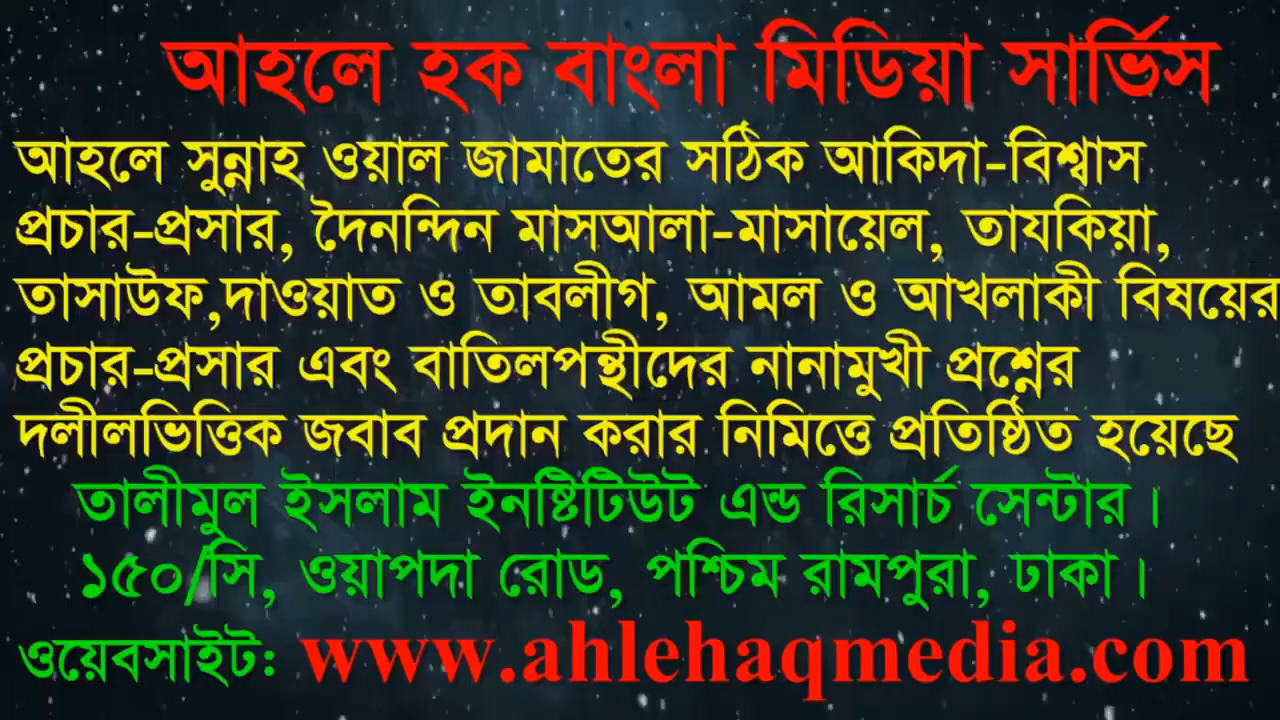 আহলে হক বাংলা মিডিয়া সার্ভিস
আহলে সুন্নাহ ওয়াল জামাতের সঠিক আকিদা-বিশ্বাস
প্রচার-প্রসার, দৈনন্দিন মাসআলা-মাসায়েল, তাযকিয়া,
তাসাউফ,দাওয়াত ও তাবলীগ, আমল ও আখলাকী বিষয়ের
প্রচার-প্রসার এবং বাতিলপন্থীদের নানামুখী প্রশ্নের
দলীলভিত্তিক জবাব প্রদান করার নিমিত্তে প্রতিষ্ঠিত হয়েছে
তালীমুল ইসলাম ইনষ্টিটিউট এন্ড রিসার্চ সেন্টার।
১৫০/সি, ওয়াপদা রোড, পশ্চিম রামপুরা, ঢাকা।
ওয়েবসাইটঃ www.ahlehaqmedia.com